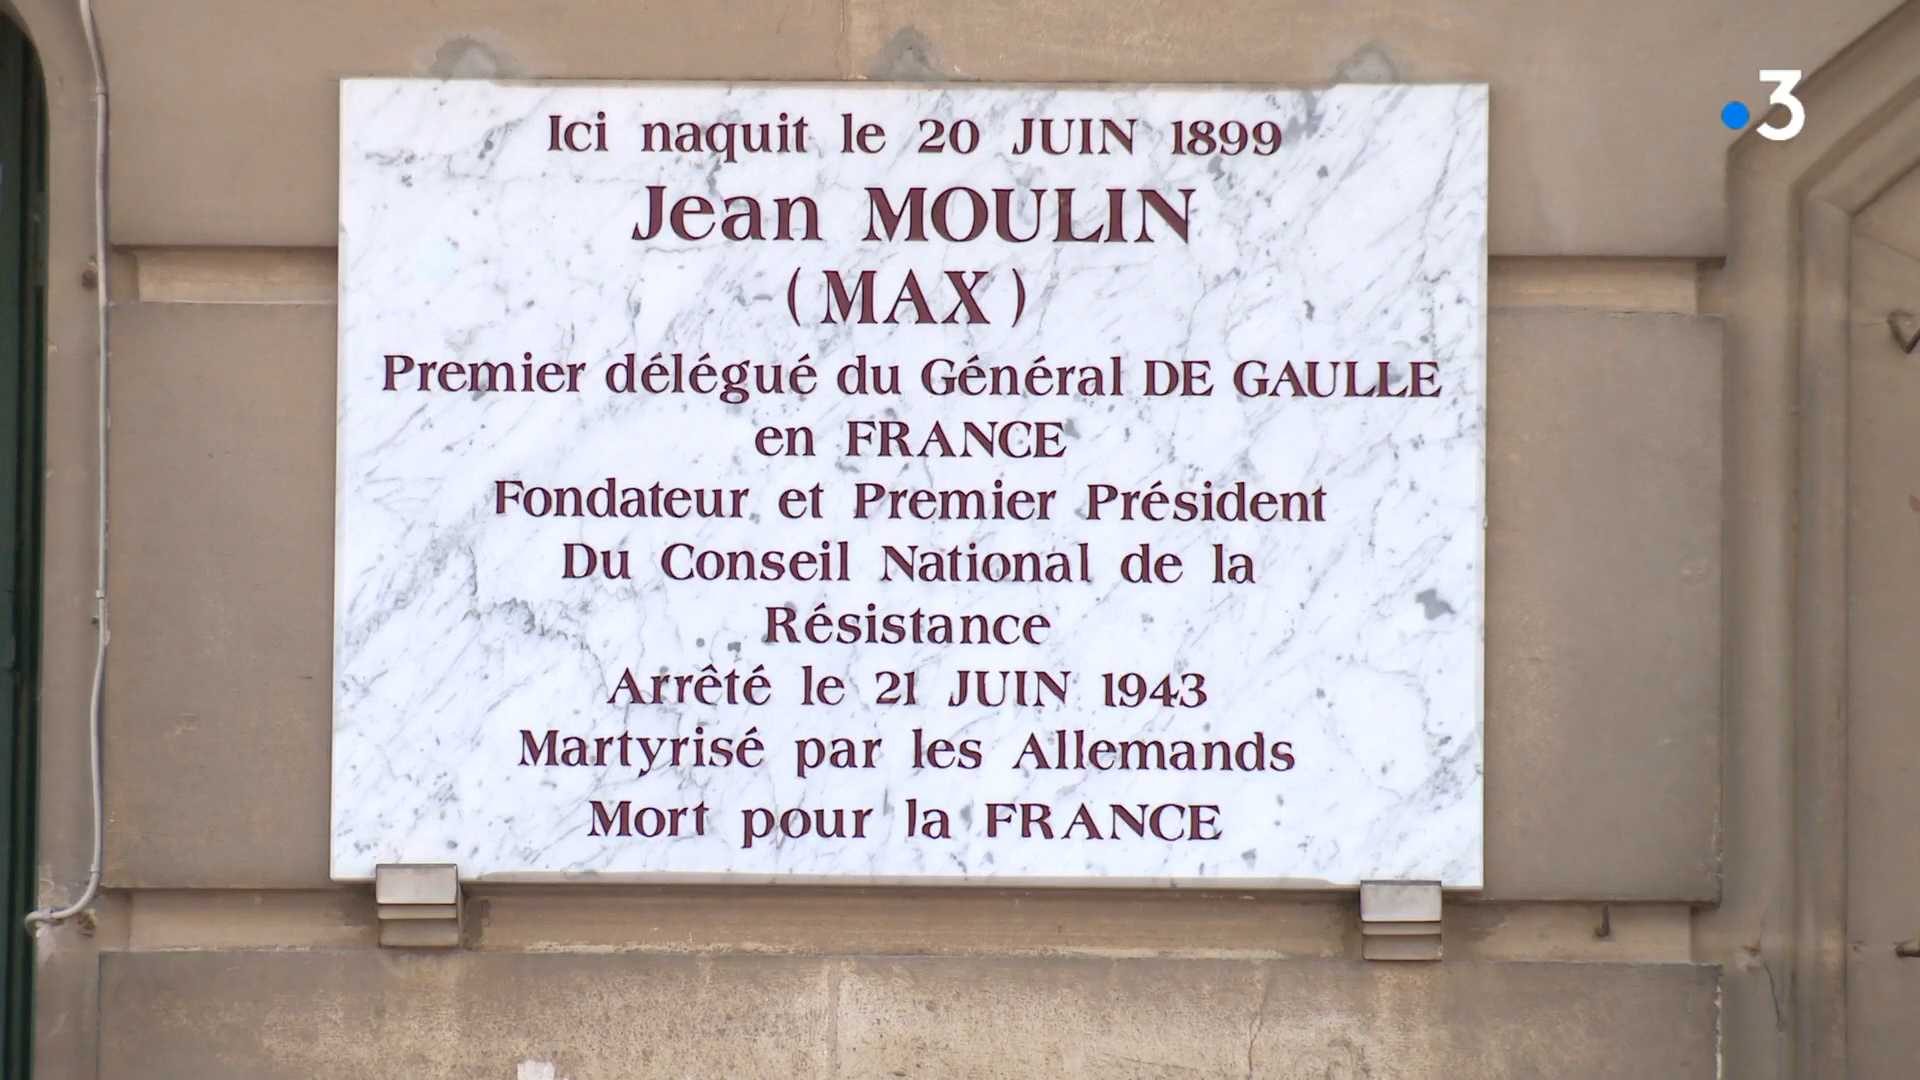 Ici naquit le 20 JUIN 1899
Jean MOULIN
(MAX)
Premier délégué du Général DE GAULLE
en FRANCE
Fondateur et Premier Président
Du Conseil National de la
Résistance
Arrêté le 21 JUIN 1943
Martyrisé par les Allemands
Mort pour la FRANCE
3